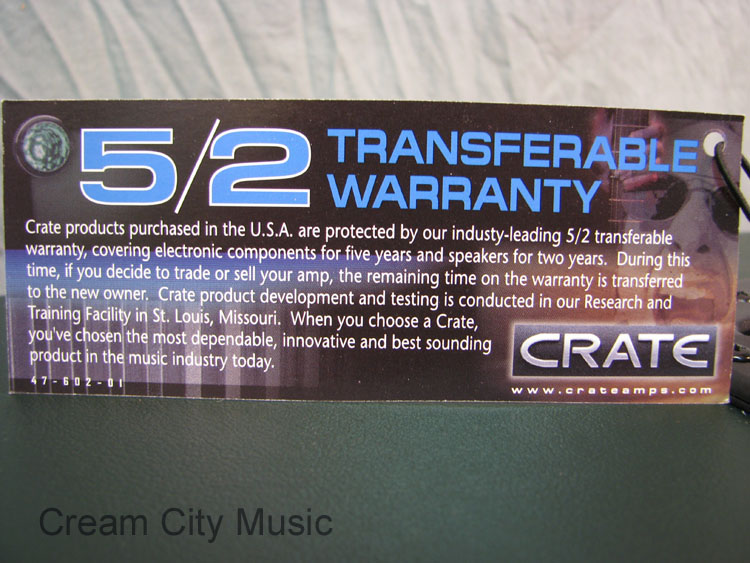 5/2 TRANSFERABLE
WARRANTY
Crate products purchased in the U.S.A. are protected by our industy-leading 5/2 transferable
warranty, covering electronic components for five years and speakers for two years. During this
time, if you decide to trade or sell your amp, the remaining time on the warranty is transferred
to the new owner. Crate product development and testing is conducted in our Research and
Training Facility in St. Louis, Missouri. When you choose a Crate,
you've chosen the most dependable, innovative and best sounding
product in the music industry today.
CRATE
www.crateamps.com
47-602-01
Cream City Music